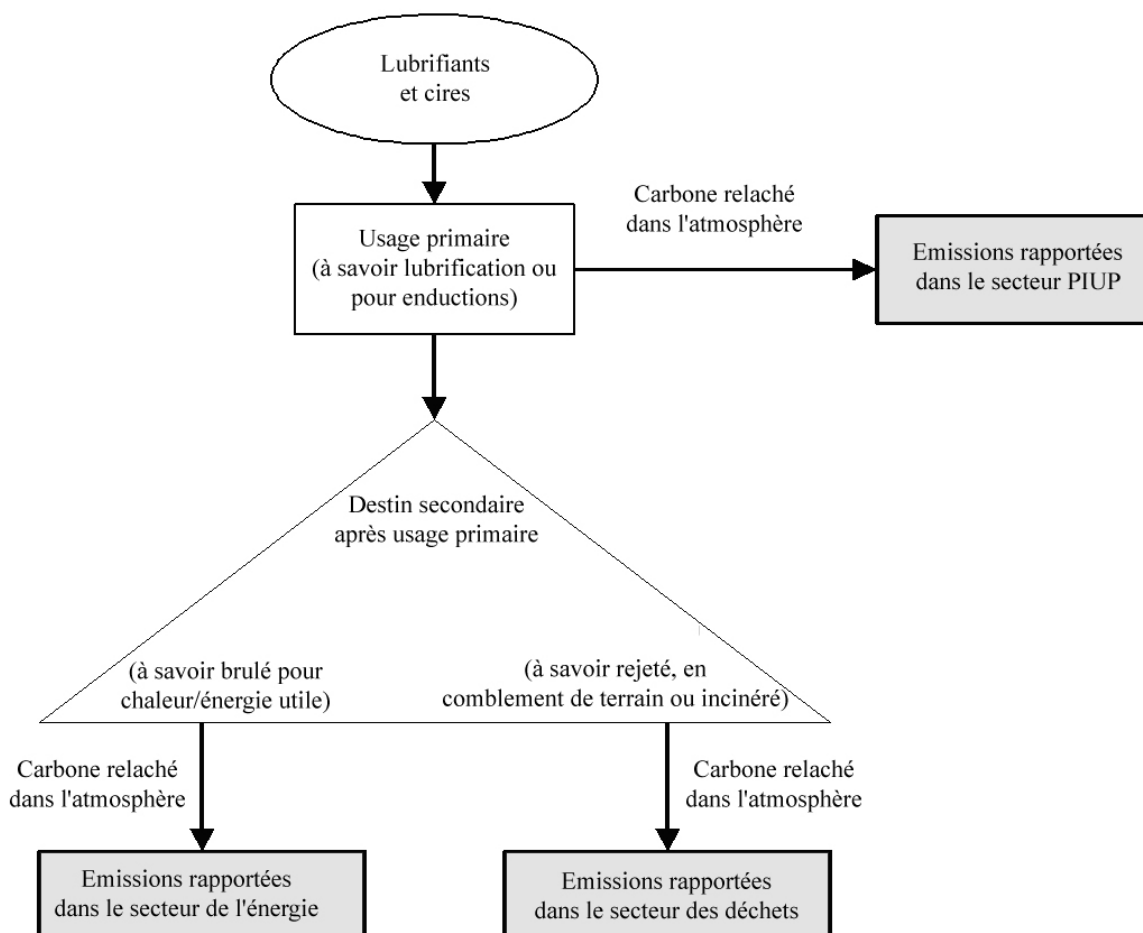 Lubrifiants
et cires
Carbone relaché
dans l'atmosphère
Usage primaire
(à savoir lubrification ou
pour enductions)
Emissions rapportées
dans le secteur PIUP
Destin secondaire
après usage primaire
(à savoir brulé pour
chaleur/énergie utile)
(à savoir rejeté, en
comblement de terrain ou incinéré)
Carbone relaché
dans l'atmosphère
Carbone relaché
dans l'atmosphère
Emissions rapportées
dans le secteur de l'énergie
Emissions rapportées
dans le secteur des déchets